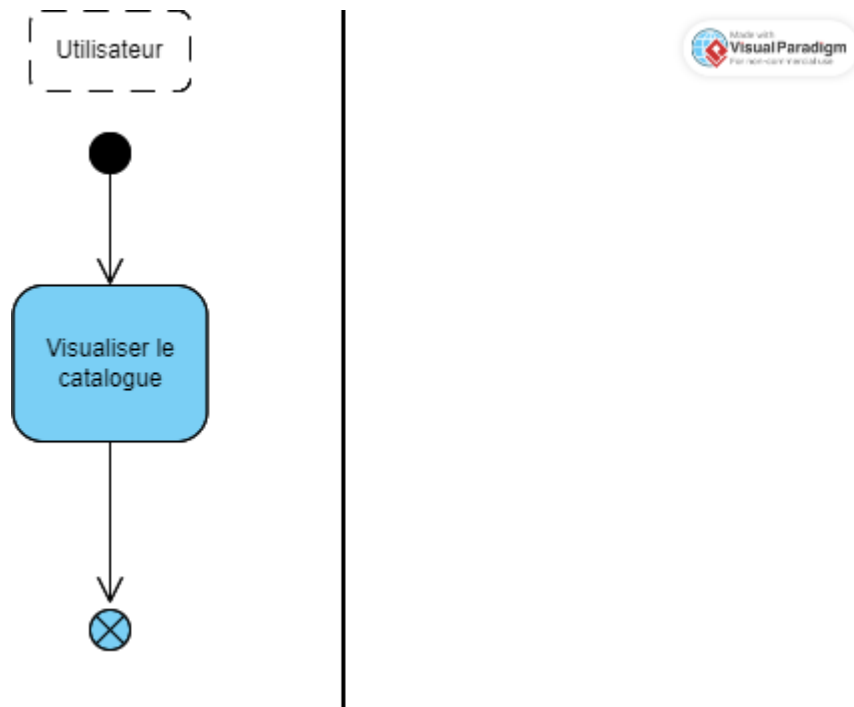 Utilisateur
Made with
Visual Paradigm
For non-commercial use
Visualiser le
catalogue